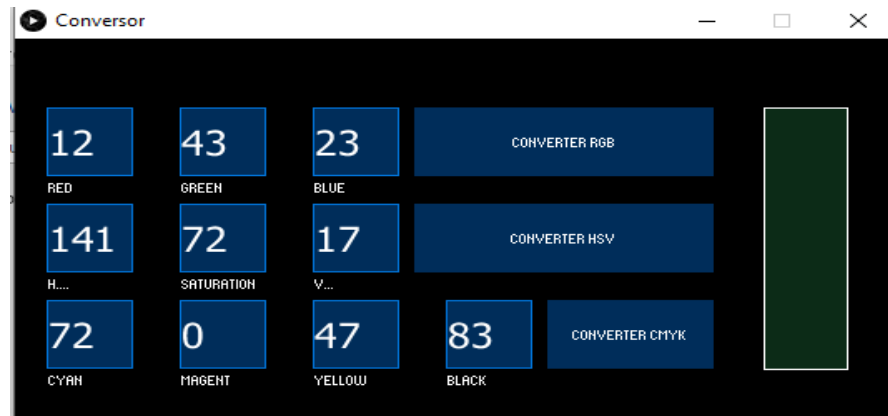 Conversor
12 43 23 CONVERTER RGB
RED GREEN BLUE
141 72 17 CONVERTER HSV
H.... SATURATION V...
72 0 47 83 CONVERTER CMYK
CYAN MAGENT YELLOW BLACK